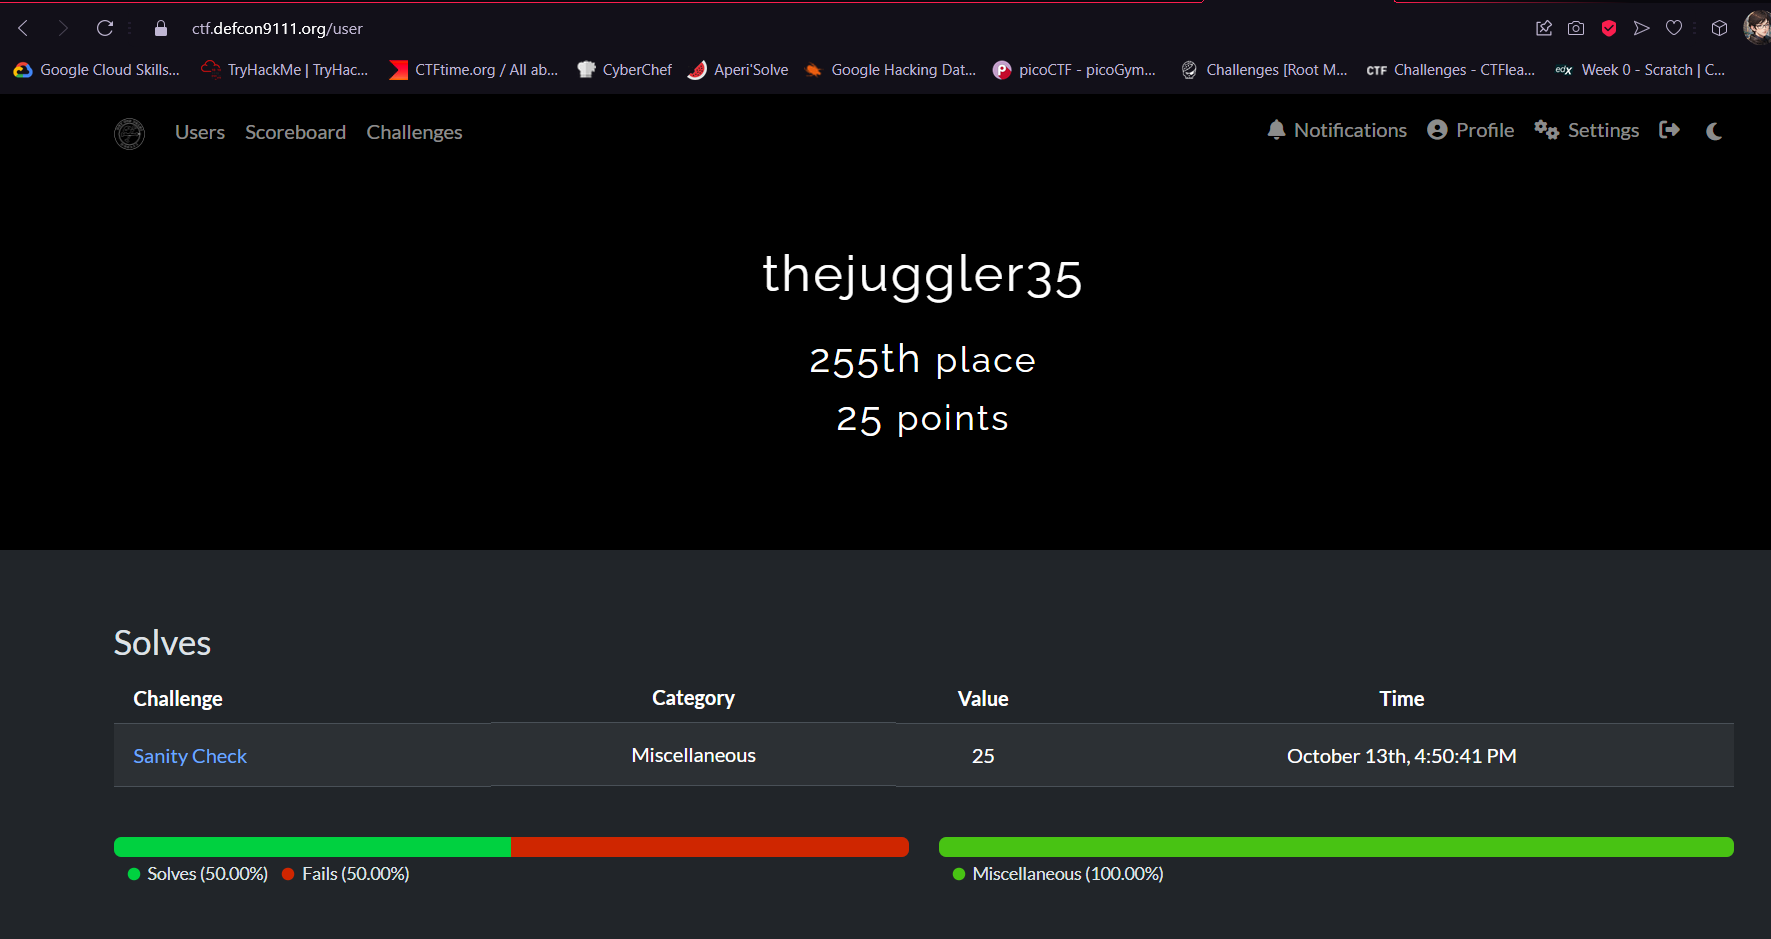 ctf.defcon9111.org/user
Google Cloud Skills... TryHackMe | TryHac... CTFtime.org / All ab... CyberChef Aperi'Solve Google Hacking Dat... picoCTF - picoGym... Challenges [Root M... CTF Challenges - CTFlea... edX Week 0 - Scratch | C...
Users Scoreboard Challenges Notifications Profile Settings
thejuggler35
255th place
25 points
Solves
Challenge Category Value Time
Sanity Check Miscellaneous 25 October 13th, 4:50:41 PM
Solves (50.00%) Fails (50.00%) Miscellaneous (100.00%)